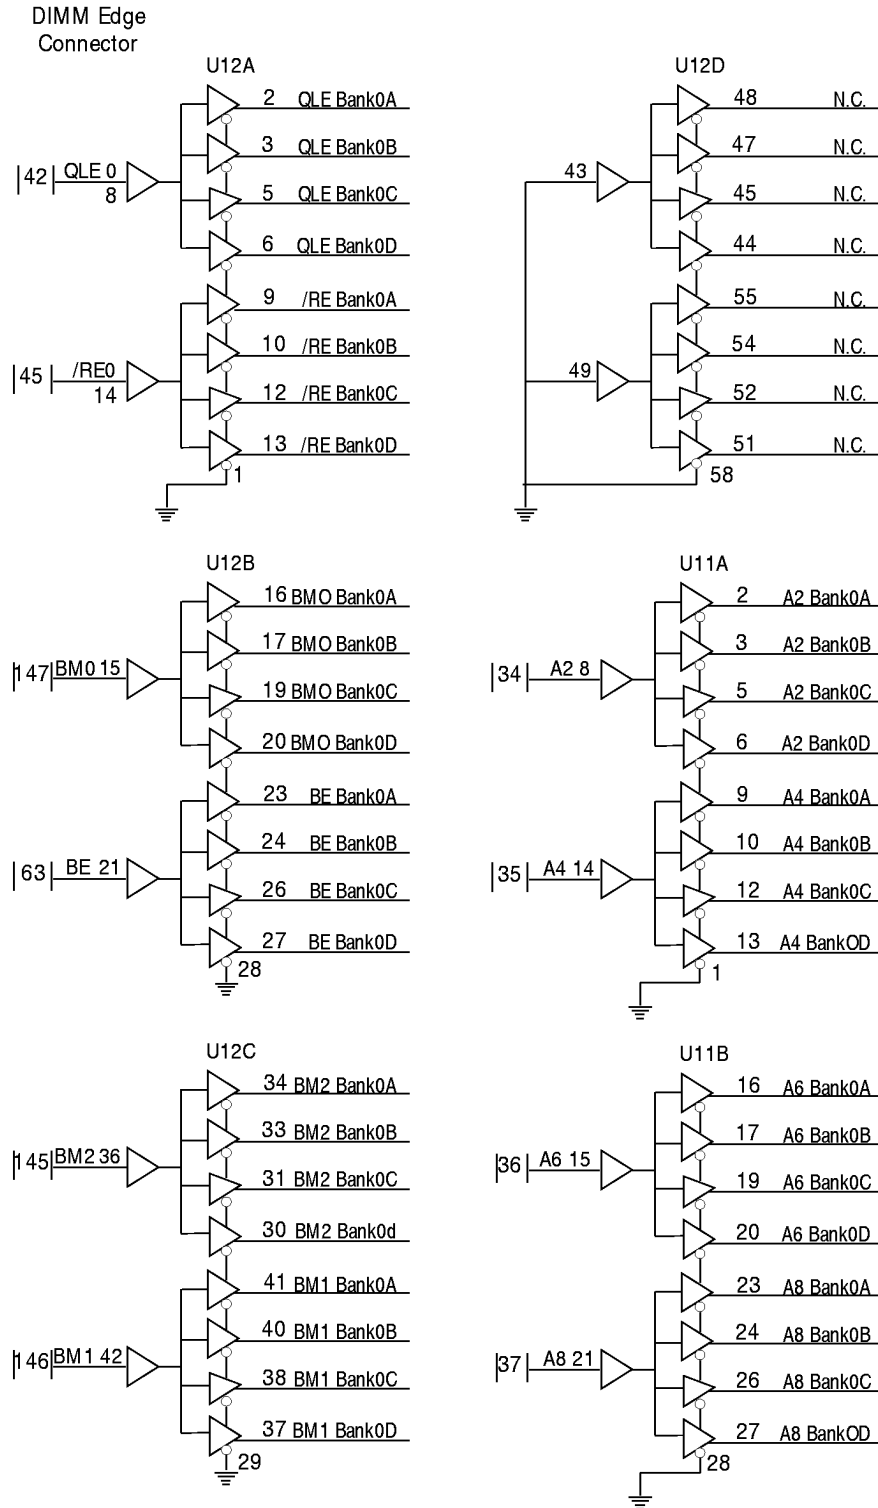 DIMM Edge
Connector
U12A
2 QLE Bank0A
3 QLE Bank0B
|42| QLE 0
8
5 QLE Bank0C
6 QLE Bank0D
9 /RE Bank0A
10 /RE Bank0B
|45| /RE0
14
12 /RE Bank0C
13 /RE Bank0D
1
U12D
48 N.C.
47 N.C.
43
45 N.C.
44 N.C.
55 N.C.
54 N.C.
49
52 N.C.
51 N.C.
58
U12B
16 BMO Bank0A
17 BMO Bank0B
|147| BM0 15
19 BMO Bank0C
20 BMO Bank0D
23 BE Bank0A
24 BE Bank0B
|63| BE 21
26 BE Bank0C
27 BE Bank0D
28
U11A
2 A2 Bank0A
3 A2 Bank0B
|34| A2 8
5 A2 Bank0C
6 A2 Bank0D
9 A4 Bank0A
10 A4 Bank0B
|35| A4 14
12 A4 Bank0C
13 A4 BankOD
1
U12C
34 BM2 Bank0A
33 BM2 Bank0B
|145| BM2 36
31 BM2 Bank0C
30 BM2 Bank0d
41 BM1 Bank0A
40 BM1 Bank0B
|146| BM1 42
38 BM1 Bank0C
37 BM1 Bank0D
29
U11B
16 A6 Bank0A
17 A6 Bank0B
|36| A6 15
19 A6 Bank0C
20 A6 Bank0D
23 A8 Bank0A
24 A8 Bank0B
|37| A8 21
26 A8 Bank0C
27 A8 BankOD
28